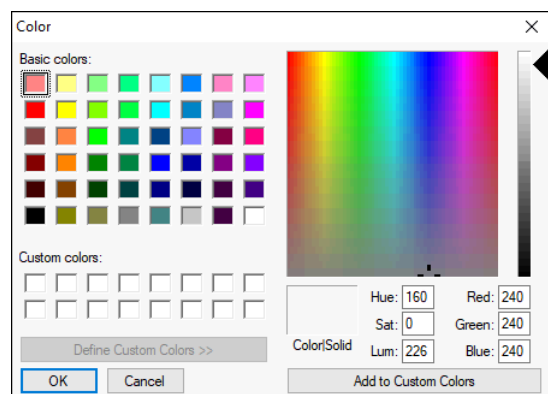 Color
Basic colors:
Custom colors:
Define Custom Colors >>
OK
Cancel
Color|Solid
Hue: 160
Sat: 0
Lum: 226
Red: 240
Green: 240
Blue: 240
Add to Custom Colors